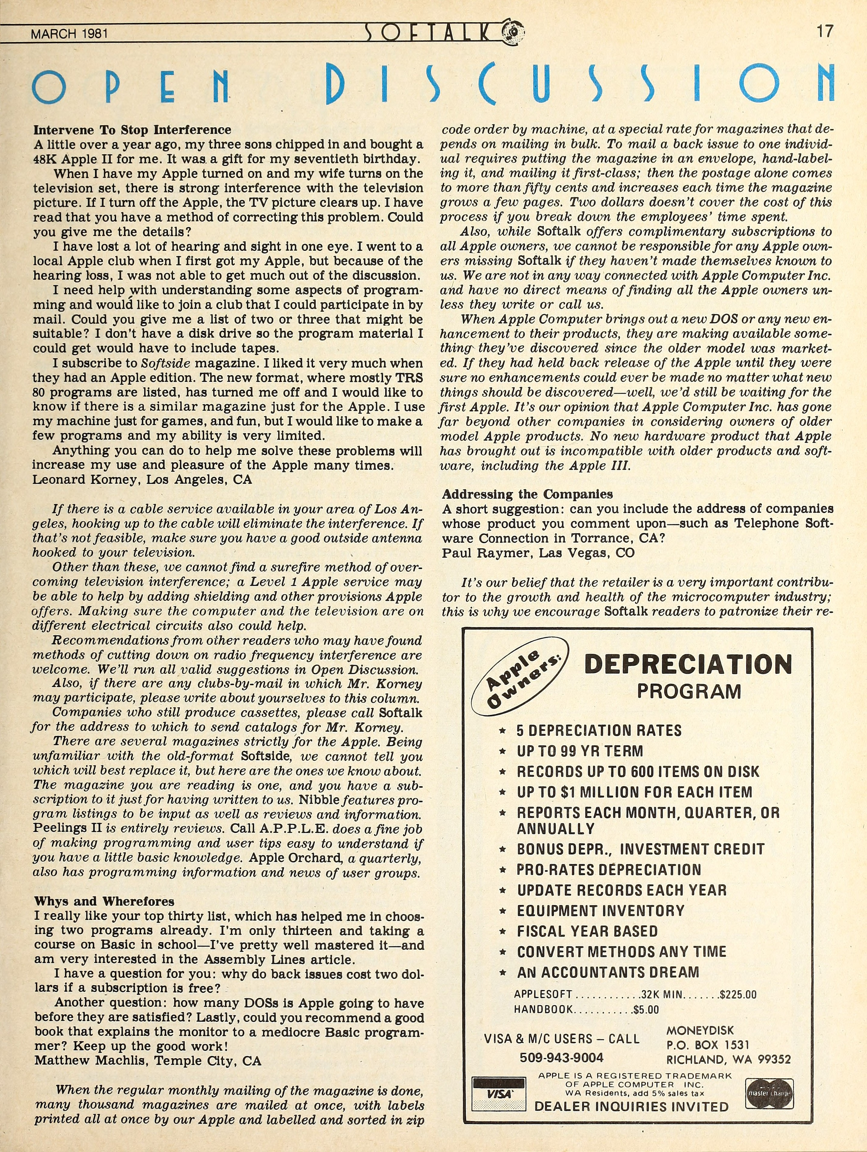 MARCH 1981
SOFTALK
17
OPEN DISCUSSION
Intervene To Stop Interference
A little over a year ago, my three sons chipped in and bought a
48K Apple II for me. It was a gift for my seventieth birthday.
When I have my Apple turned on and my wife turns on the
television set, there is strong interference with the television
picture. If I turn off the Apple, the TV picture clears up. I have
read that you have a method of correcting this problem. Could
you give me the details?
I have lost a lot of hearing and sight in one eye. I went to a
local Apple club when I first got my Apple, but because of the
hearing loss, I was not able to get much out of the discussion.
I need help with understanding some aspects of program-
ming and would like to join a club that I could participate in by
mail. Could you give me a list of two or three that might be
suitable? I don't have a disk drive so the program material I
could get would have to include tapes.
I subscribe to Softside magazine. I liked it very much when
they had an Apple edition. The new format, where mostly TRS
80 programs are listed, has turned me off and I would like to
know if there is a similar magazine just for the Apple. I use
my machine just for games, and fun, but I would like to make a
few programs and my ability is very limited.
Anything you can do to help me solve these problems will
increase my use and pleasure of the Apple many times.
Leonard Korney, Los Angeles, CA
If there is a cable service available in your area of Los An-
geles, hooking up to the cable will eliminate the interference. If
that's not feasible, make sure you have a good outside antenna
hooked to your television.
Other than these, we cannot find a surefire method of over-
coming television interference; a Level 1 Apple service may
be able to help by adding shielding and other provisions Apple
offers. Making sure the computer and the television are on
different electrical circuits also could help.
Recommendations from other readers who may have found
methods of cutting down on radio frequency interference are
welcome. We'll run all valid suggestions in Open Discussion.
Also, if there are any clubs-by-mail in which Mr. Korney
may participate, please write about yourselves to this column.
Companies who still produce cassettes, please call Softalk
for the address to which to send catalogs for Mr. Korney.
There are several magazines strictly for the Apple. Being
unfamiliar with the old-format Softside, we cannot tell you
which will best replace it, but here are the ones we know about.
The magazine you are reading is one, and you have a sub-
scription to it just for having written to us. Nibble features pro-
gram listings to be input as well as reviews and information.
Peelings II is entirely reviews. Call A.P.P.L.E. does a fine job
of making programming and user tips easy to understand if
you have a little basic knowledge. Apple Orchard, a quarterly,
also has programming information and news of user groups.
Whys and Wherefores
I really like your top thirty list, which has helped me in choos-
ing two programs already. I'm only thirteen and taking a
course on Basic in school—I've pretty well mastered it—and
am very interested in the Assembly Lines article.
I have a question for you: why do back issues cost two dol-
lars if a subscription is free?
Another question: how many DOSs is Apple going to have
before they are satisfied? Lastly, could you recommend a good
book that explains the monitor to a mediocre Basic program-
mer? Keep up the good work!
Matthew Machlis, Temple City, CA
When the regular monthly mailing of the magazine is done,
many thousand magazines are mailed at once, with labels
printed all at once by our Apple and labelled and sorted in zip
code order by machine, at a special rate for magazines that de-
pends on mailing in bulk. To mail a back issue to one individ-
ual requires putting the magazine in an envelope, hand-label-
ing it, and mailing it first-class; then the postage alone comes
to more than fifty cents and increases each time the magazine
grows a few pages. Two dollars doesn't cover the cost of this
process if you break down the employees' time spent.
Also, while Softalk offers complimentary subscriptions to
all Apple owners, we cannot be responsible for any Apple own-
ers missing Softalk if they haven't made themselves known to
us. We are not in any way connected with Apple Computer Inc.
and have no direct means of finding all the Apple owners un-
less they write or call us.
When Apple Computer brings out a new DOS or any new en-
hancement to their products, they are making available some-
thing they've discovered since the older model was market-
ed. If they had held back release of the Apple until they were
sure no enhancements could ever be made no matter what new
things should be discovered—well, we'd still be waiting for the
first Apple. It's our opinion that Apple Computer Inc. has gone
far beyond other companies in considering owners of older
model Apple products. No new hardware product that Apple
has brought out is incompatible with older products and soft-
ware, including the Apple III.
Addressing the Companies
A short suggestion: can you include the address of companies
whose product you comment upon—such as Telephone Soft-
ware Connection in Torrance, CA?
Paul Raymer, Las Vegas, CO
It's our belief that the retailer is a very important contribu-
tor to the growth and health of the microcomputer industry;
this is why we encourage Softalk readers to patronize their re-
Apple
Owners:
DEPRECIATION
PROGRAM
★ 5 DEPRECIATION RATES
★ UP TO 99 YR TERM
★ RECORDS UP TO 600 ITEMS ON DISK
★ UP TO $1 MILLION FOR EACH ITEM
★ REPORTS EACH MONTH, QUARTER, OR
ANNUALLY
★ BONUS DEPR., INVESTMENT CREDIT
★ PRO-RATES DEPRECIATION
★ UPDATE RECORDS EACH YEAR
★ EQUIPMENT INVENTORY
★ FISCAL YEAR BASED
★ CONVERT METHODS ANY TIME
★ AN ACCOUNTANTS DREAM
APPLESOFT............32K MIN.......$225.00
HANDBOOK...........$5.00
VISA & M/C USERS – CALL
509-943-9004
MONEYDISK
P.O. BOX 1531
RICHLAND, WA 99352
APPLE IS A REGISTERED TRADEMARK
OF APPLE COMPUTER INC.
WA Residents, add 5% sales tax
DEALER INQUIRIES INVITED
VISA
master charge